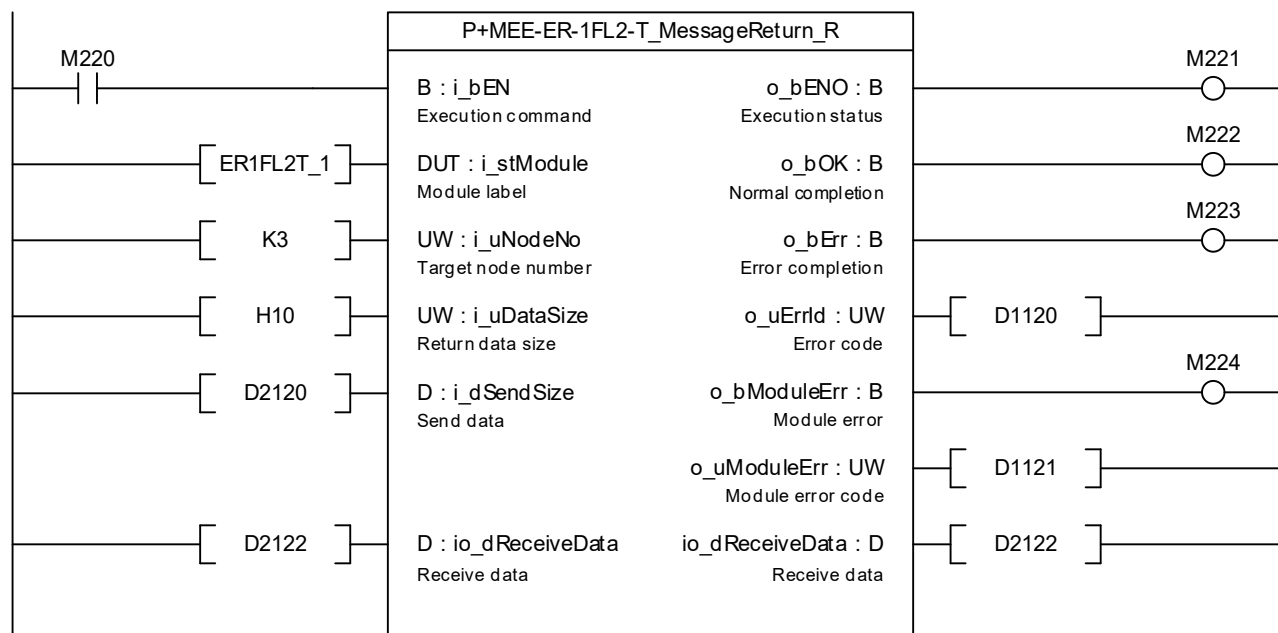 P+MEE-ER-1FL2-T_MessageReturn_R
M220
M221
B : i_bEN
o_bENO : B
Execution command
Execution status
M222
ER1FL2T_1
DUT : i_stModule
o_bOK : B
Module label
Normal completion
M223
K3
UW : i_uNodeNo
o_bErr : B
Target node number
Error completion
H10
UW : i_uDataSize
o_uErrId : UW
D1120
Return data size
Error code
M224
D2120
D : i_dSendSize
o_bModuleErr : B
Send data
Module error
o_uModuleErr : UW
D1121
Module error code
D2122
D : io_dReceiveData
io_dReceiveData : D
D2122
Receive data
Receive data